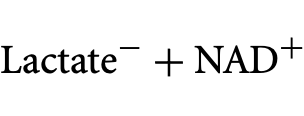 Lactate⁻ + NAD⁺